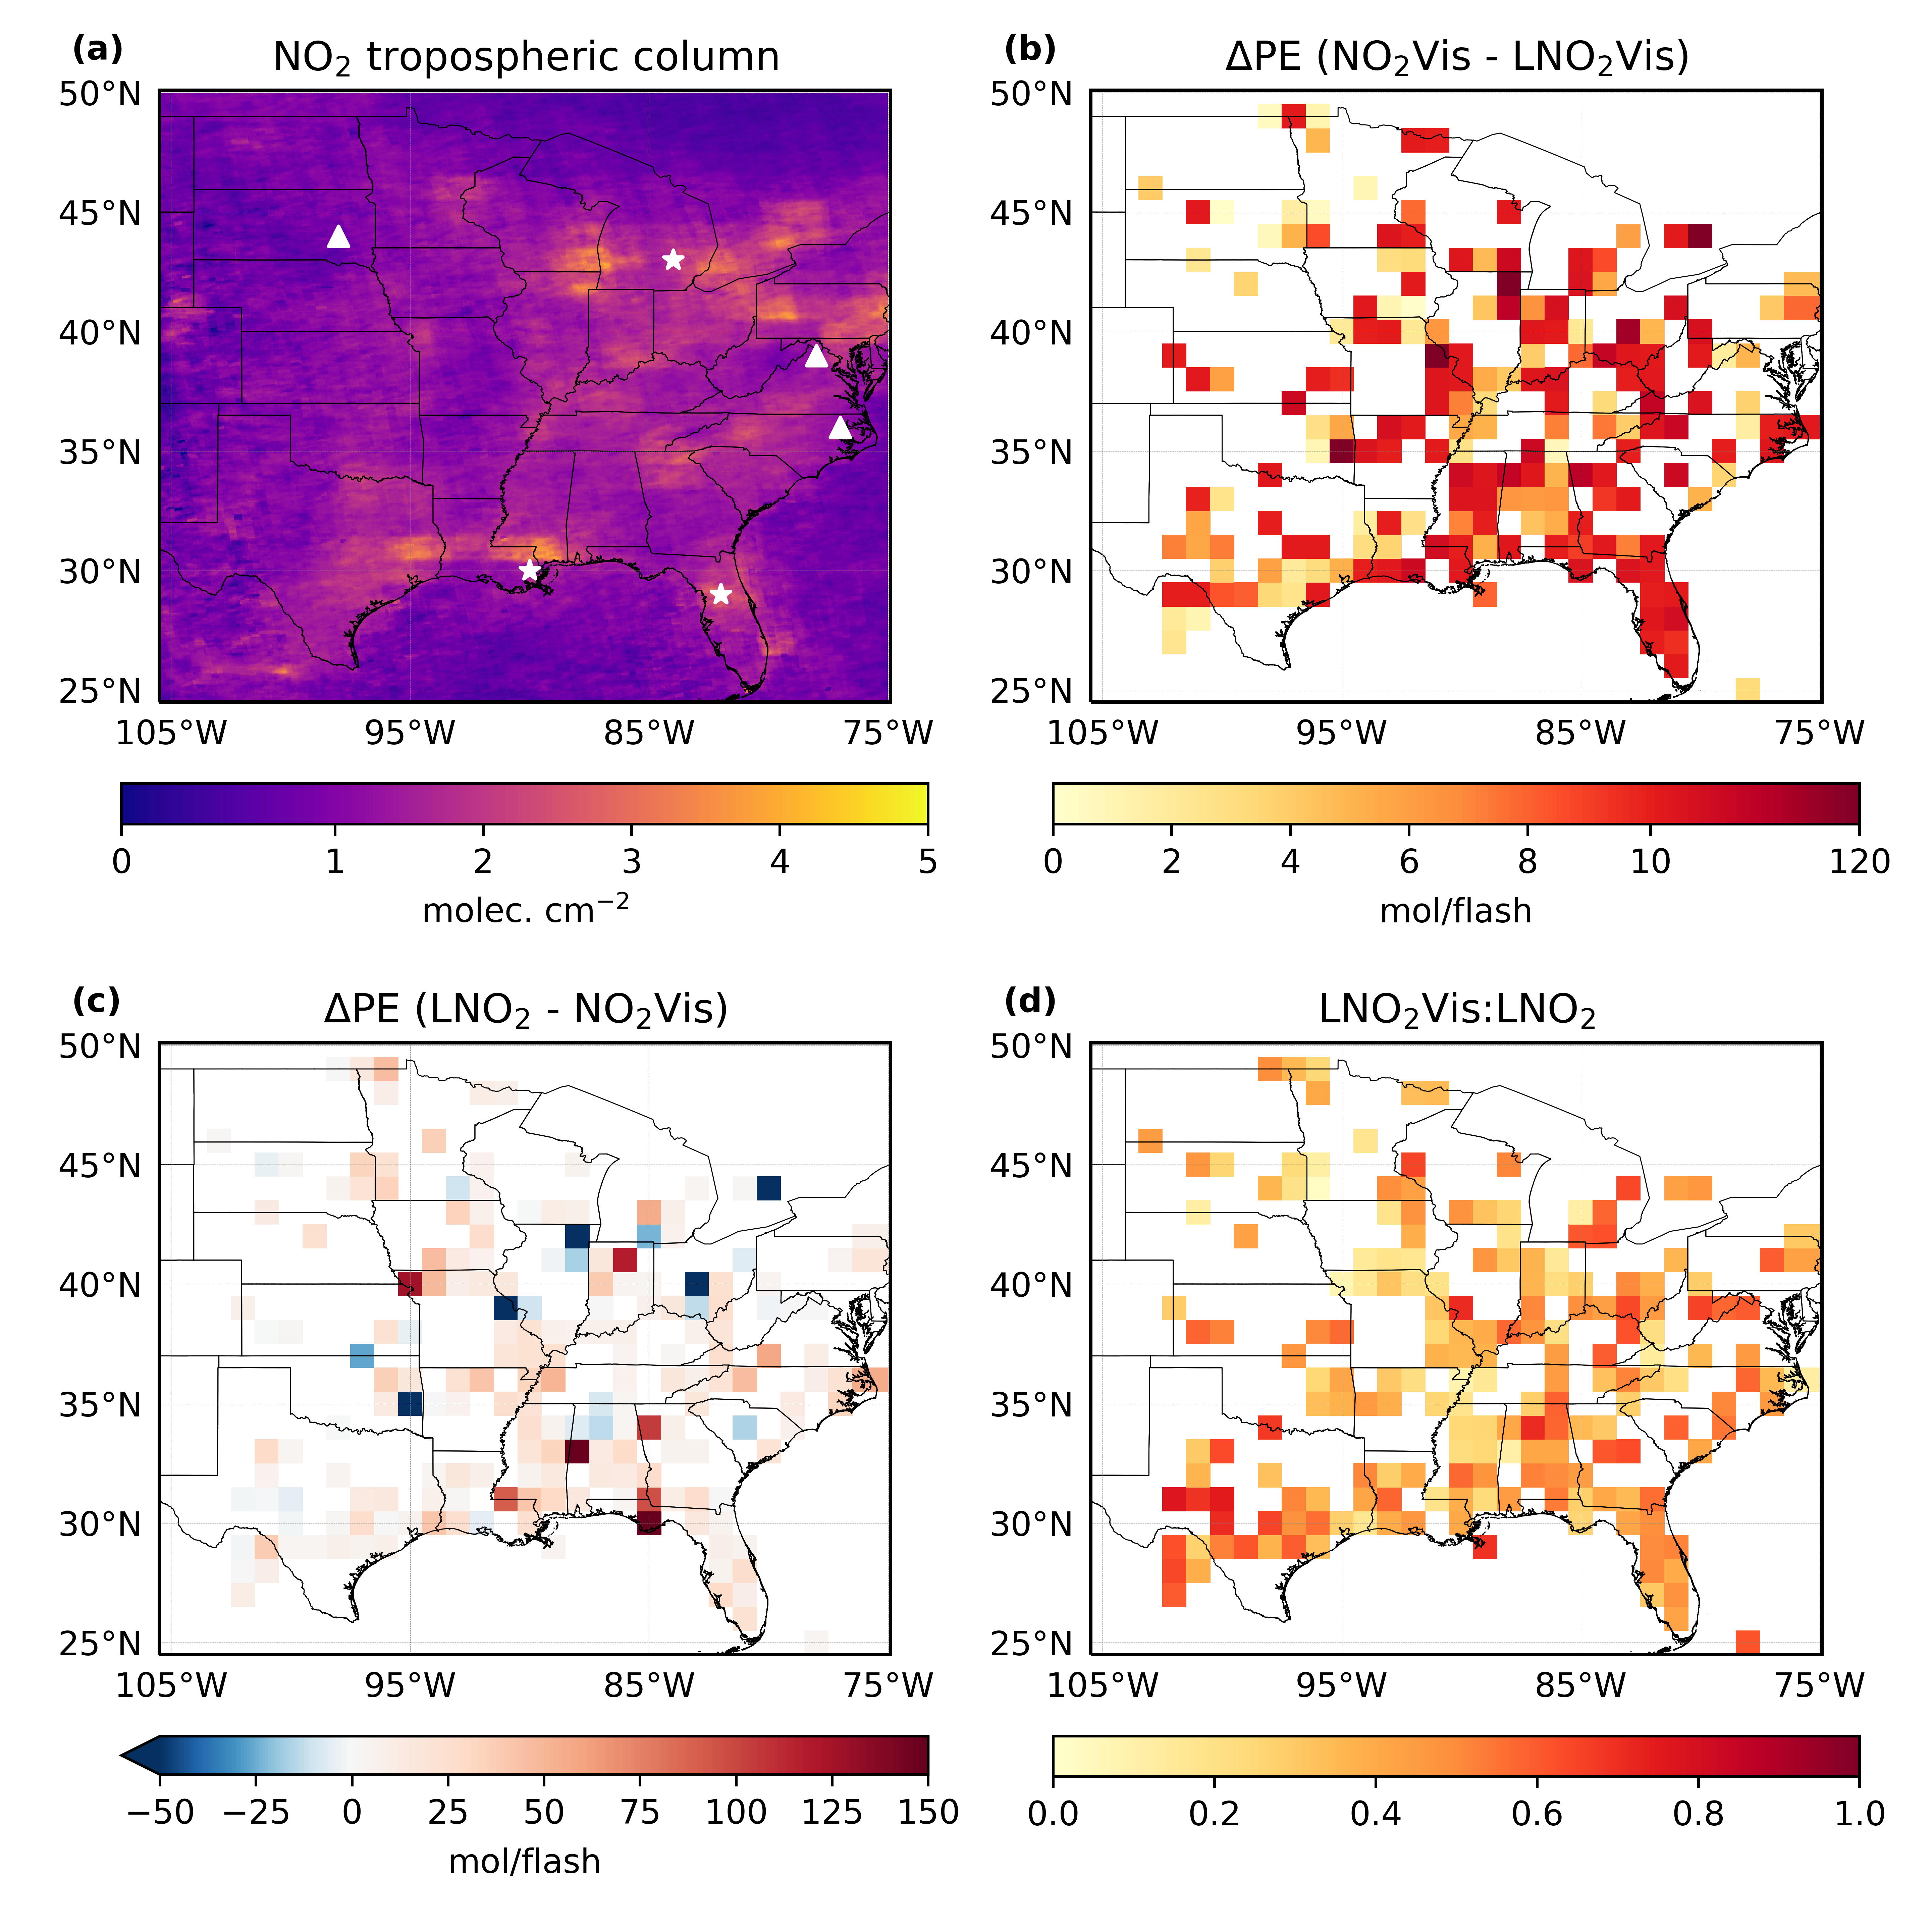 (a) NO₂ tropospheric column
50°N
45°N
40°N
35°N
30°N
25°N
105°W 95°W 85°W 75°W
0 1 2 3 4 5
molec. cm⁻²
(b) ΔPE (NO₂Vis - LNO₂Vis)
50°N
45°N
40°N
35°N
30°N
25°N
105°W 95°W 85°W 75°W
0 2 4 6 8 10 120
mol/flash
(c) ΔPE (LNO₂ - NO₂Vis)
50°N
45°N
40°N
35°N
30°N
25°N
105°W 95°W 85°W 75°W
−50 −25 0 25 50 75 100 125 150
mol/flash
(d) LNO₂Vis:LNO₂
50°N
45°N
40°N
35°N
30°N
25°N
105°W 95°W 85°W 75°W
0.0 0.2 0.4 0.6 0.8 1.0